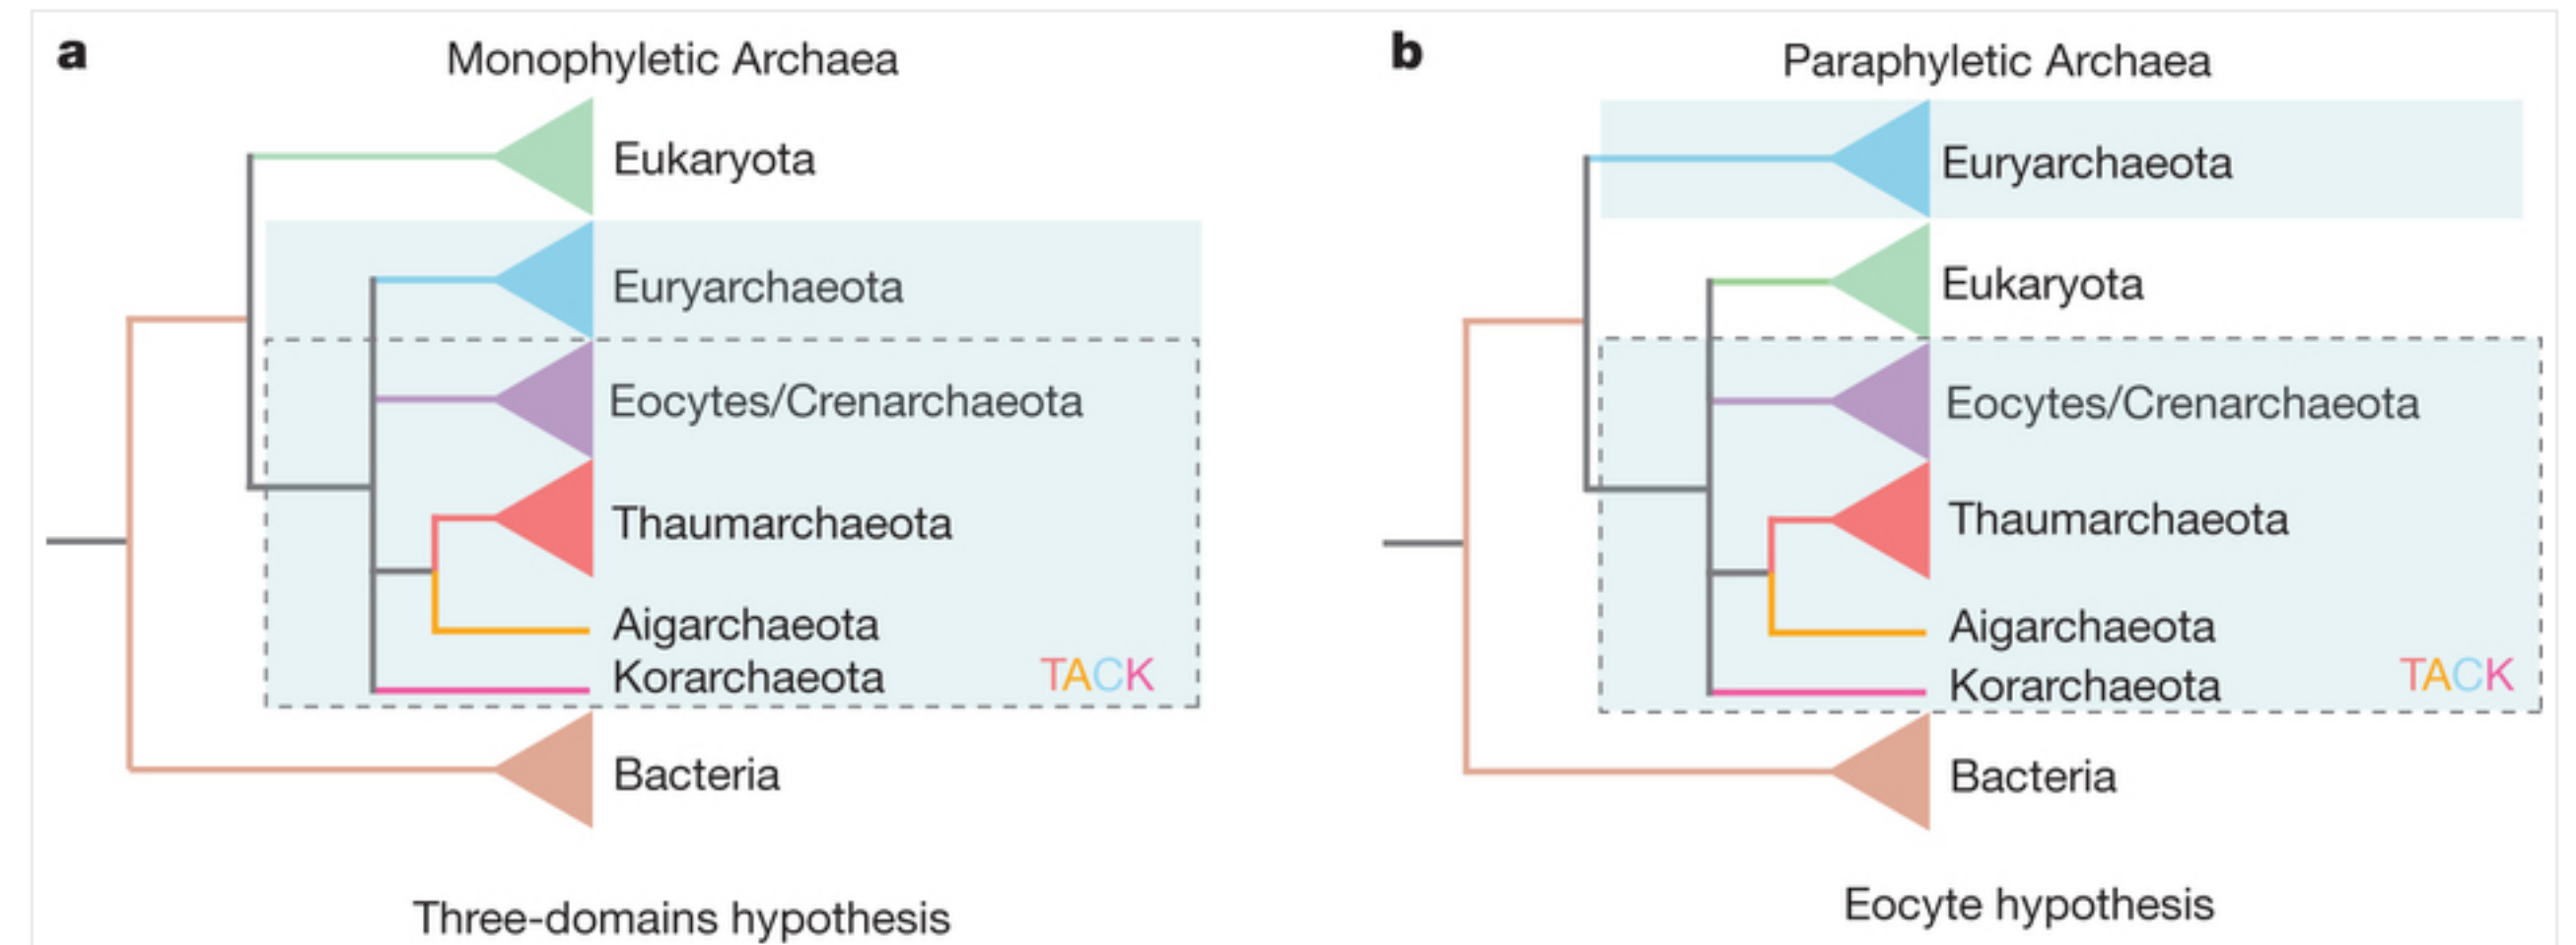 a
Monophyletic Archaea
Eukaryota
Euryarchaeota
Eocytes/Crenarchaeota
Thaumarchaeota
Aigarchaeota
Korarchaeota
TACK
Bacteria
Three-domains hypothesis
b
Paraphyletic Archaea
Euryarchaeota
Eukaryota
Eocytes/Crenarchaeota
Thaumarchaeota
Aigarchaeota
Korarchaeota
TACK
Bacteria
Eocyte hypothesis